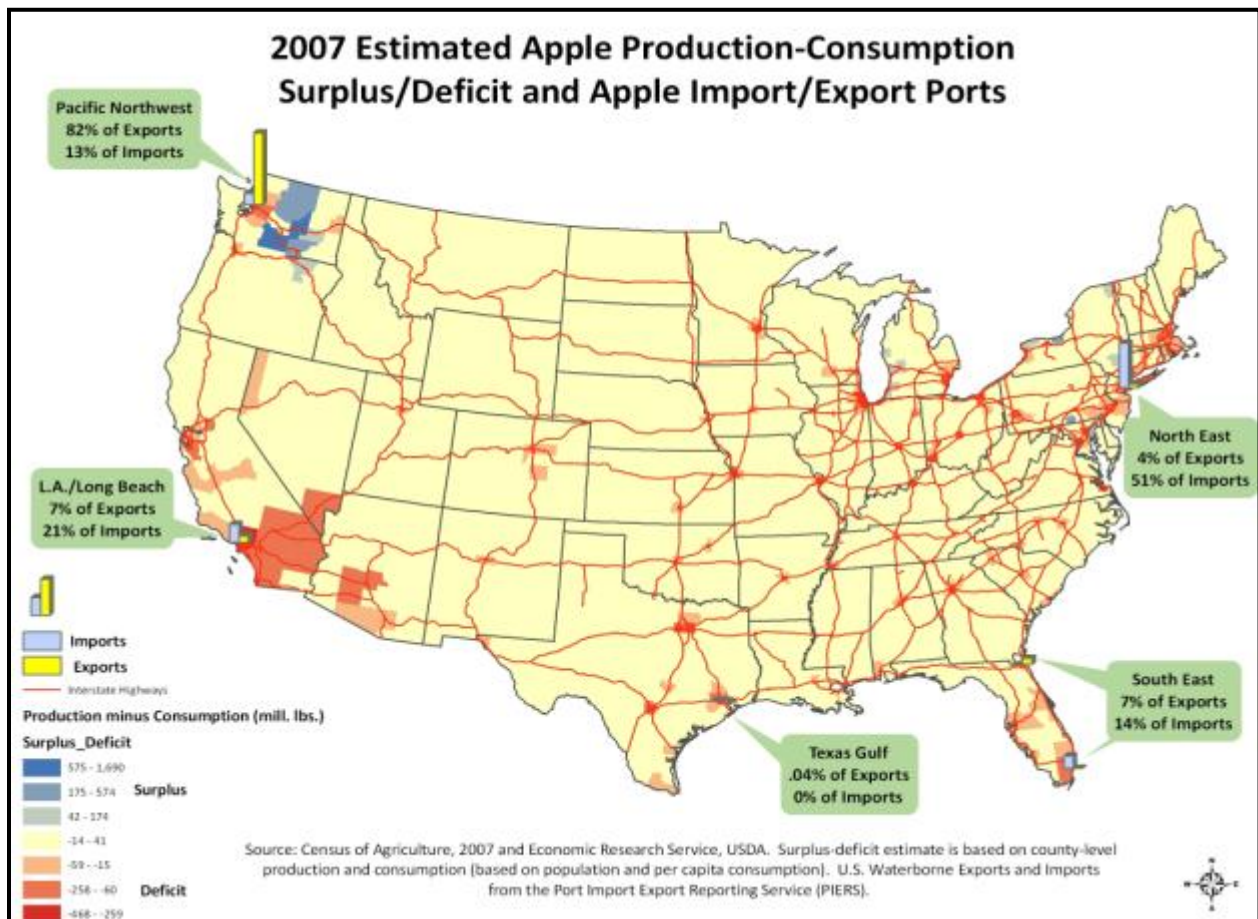 2007 Estimated Apple Production-Consumption
Surplus/Deficit and Apple Import/Export Ports
Pacific Northwest
82% of Exports
13% of Imports
L.A./Long Beach
7% of Exports
21% of Imports
North East
4% of Exports
51% of Imports
South East
7% of Exports
14% of Imports
Texas Gulf
.04% of Exports
0% of Imports
Imports
Exports
Interstate Highways
Production minus Consumption (mill. lbs.)
Surplus_Deficit
575 - 1,690
175 - 574 Surplus
42 - 174
-14 - 41
-59 - -15
-258 - -60 Deficit
-468 - -259
Source: Census of Agriculture, 2007 and Economic Research Service, USDA. Surplus-deficit estimate is based on county-level
production and consumption (based on population and per capita consumption). U.S. Waterborne Exports and Imports
from the Port Import Export Reporting Service (PIERS).
N
W E
S